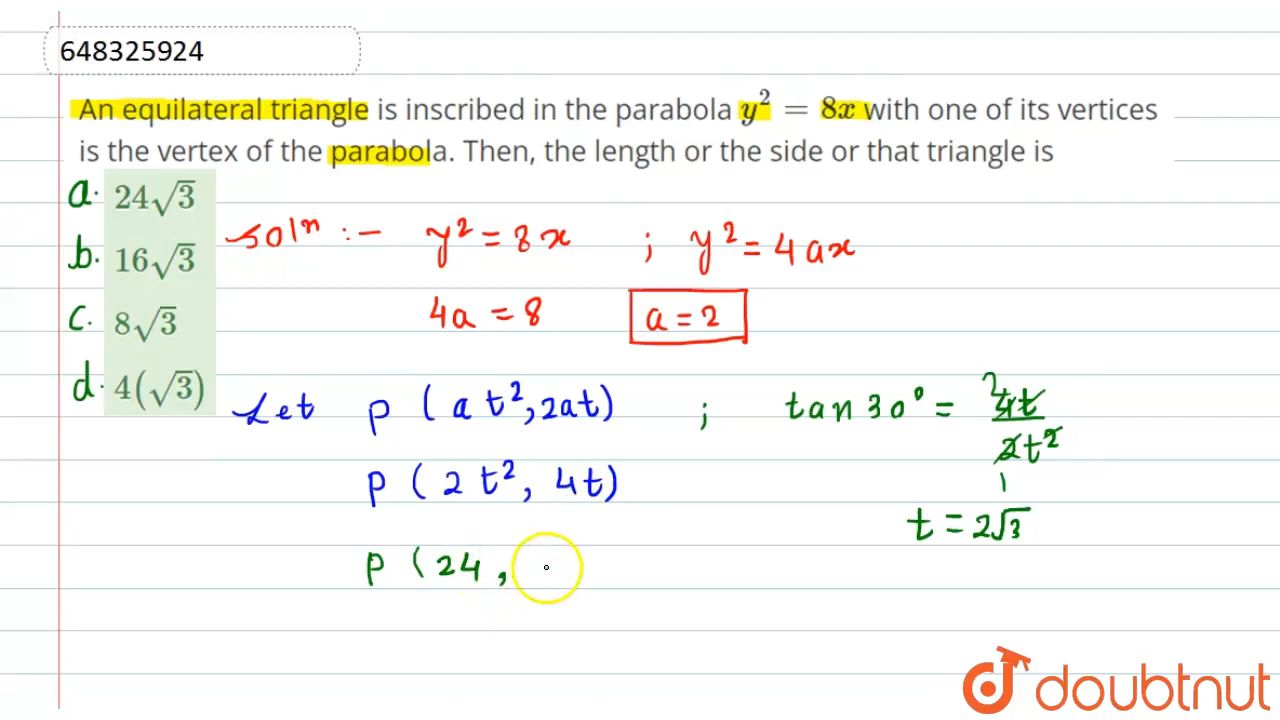 648325924
An equilateral triangle is inscribed in the parabola y² = 8x with one of its vertices
is the vertex of the parabola. Then, the length or the side or that triangle is
a. 24√3
b. 16√3
c. 8√3
d. 4(√3)
Soln :- y² = 8x ; y² = 4ax
4a = 8 a = 2
Let P (at², 2at) ; tan 30° = 4t/2t² 2 1
P (2t², 4t)
t = 2√3
P (24,
doubtnut